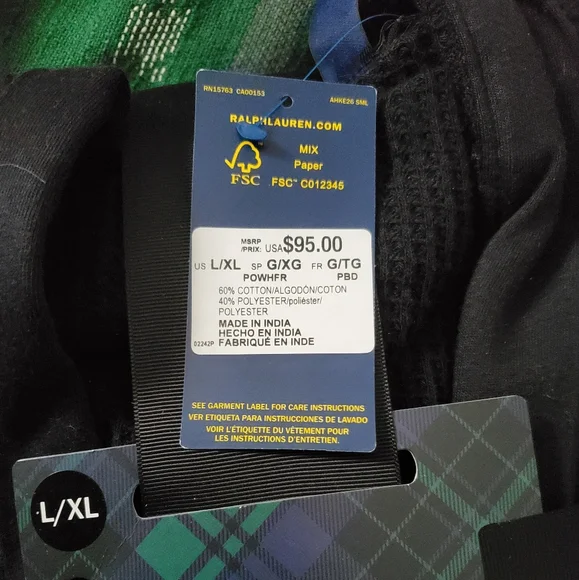 RN15763 CA00153
AHKE26 SML
RALPHLAUREN.COM
MIX
Paper
FSC
FSC™ C012345
MSRP
/PRIX: USA $95.00
US L/XL SP G/XG FR G/TG
POWHFR PBD
60% COTTON/ALGODÓN/COTON
40% POLYESTER/poliéster/
POLYESTER
MADE IN INDIA
HECHO EN INDIA
02242P FABRIQUÉ EN INDE
SEE GARMENT LABEL FOR CARE INSTRUCTIONS
VER ETIQUETA PARA INSTRUCCIONES DE LAVADO
VOIR L'ETIQUETTE DU VÊTEMENT POUR
LES INSTRUCTIONS D'ENTRETIEN.
L/XL